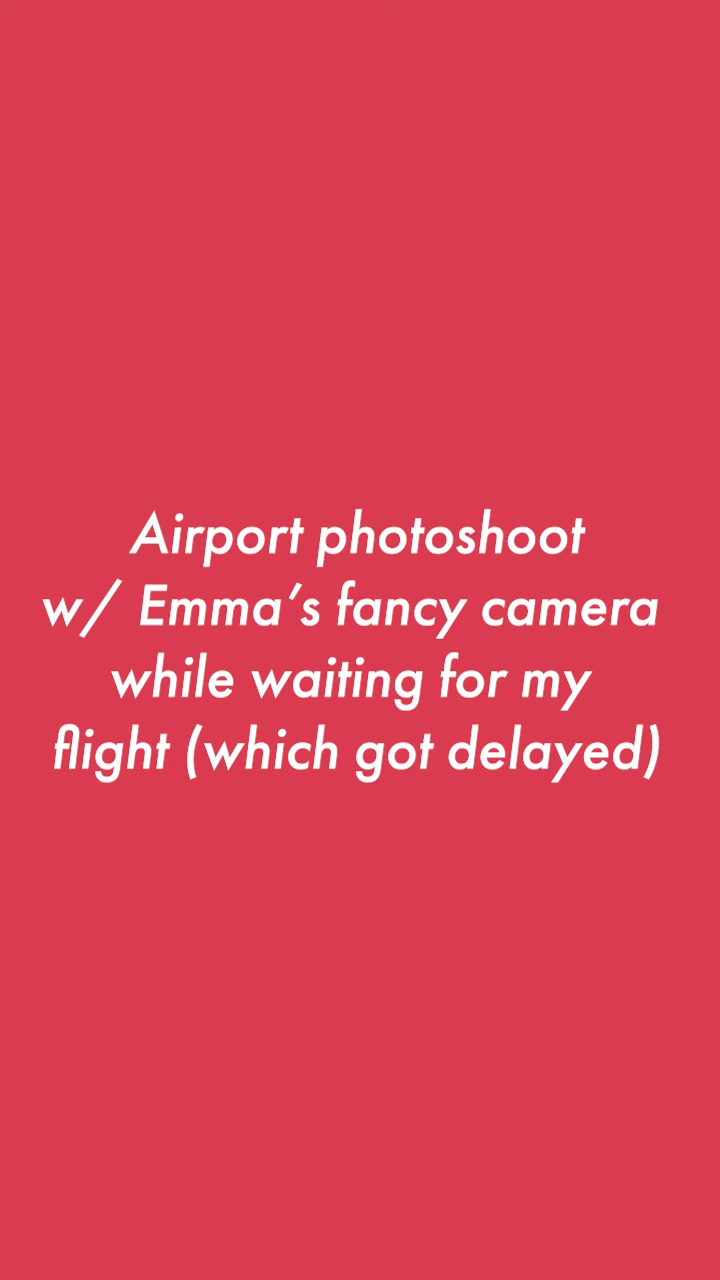 Airport photoshoot
w/ Emma’s fancy camera
while waiting for my
flight (which got delayed)